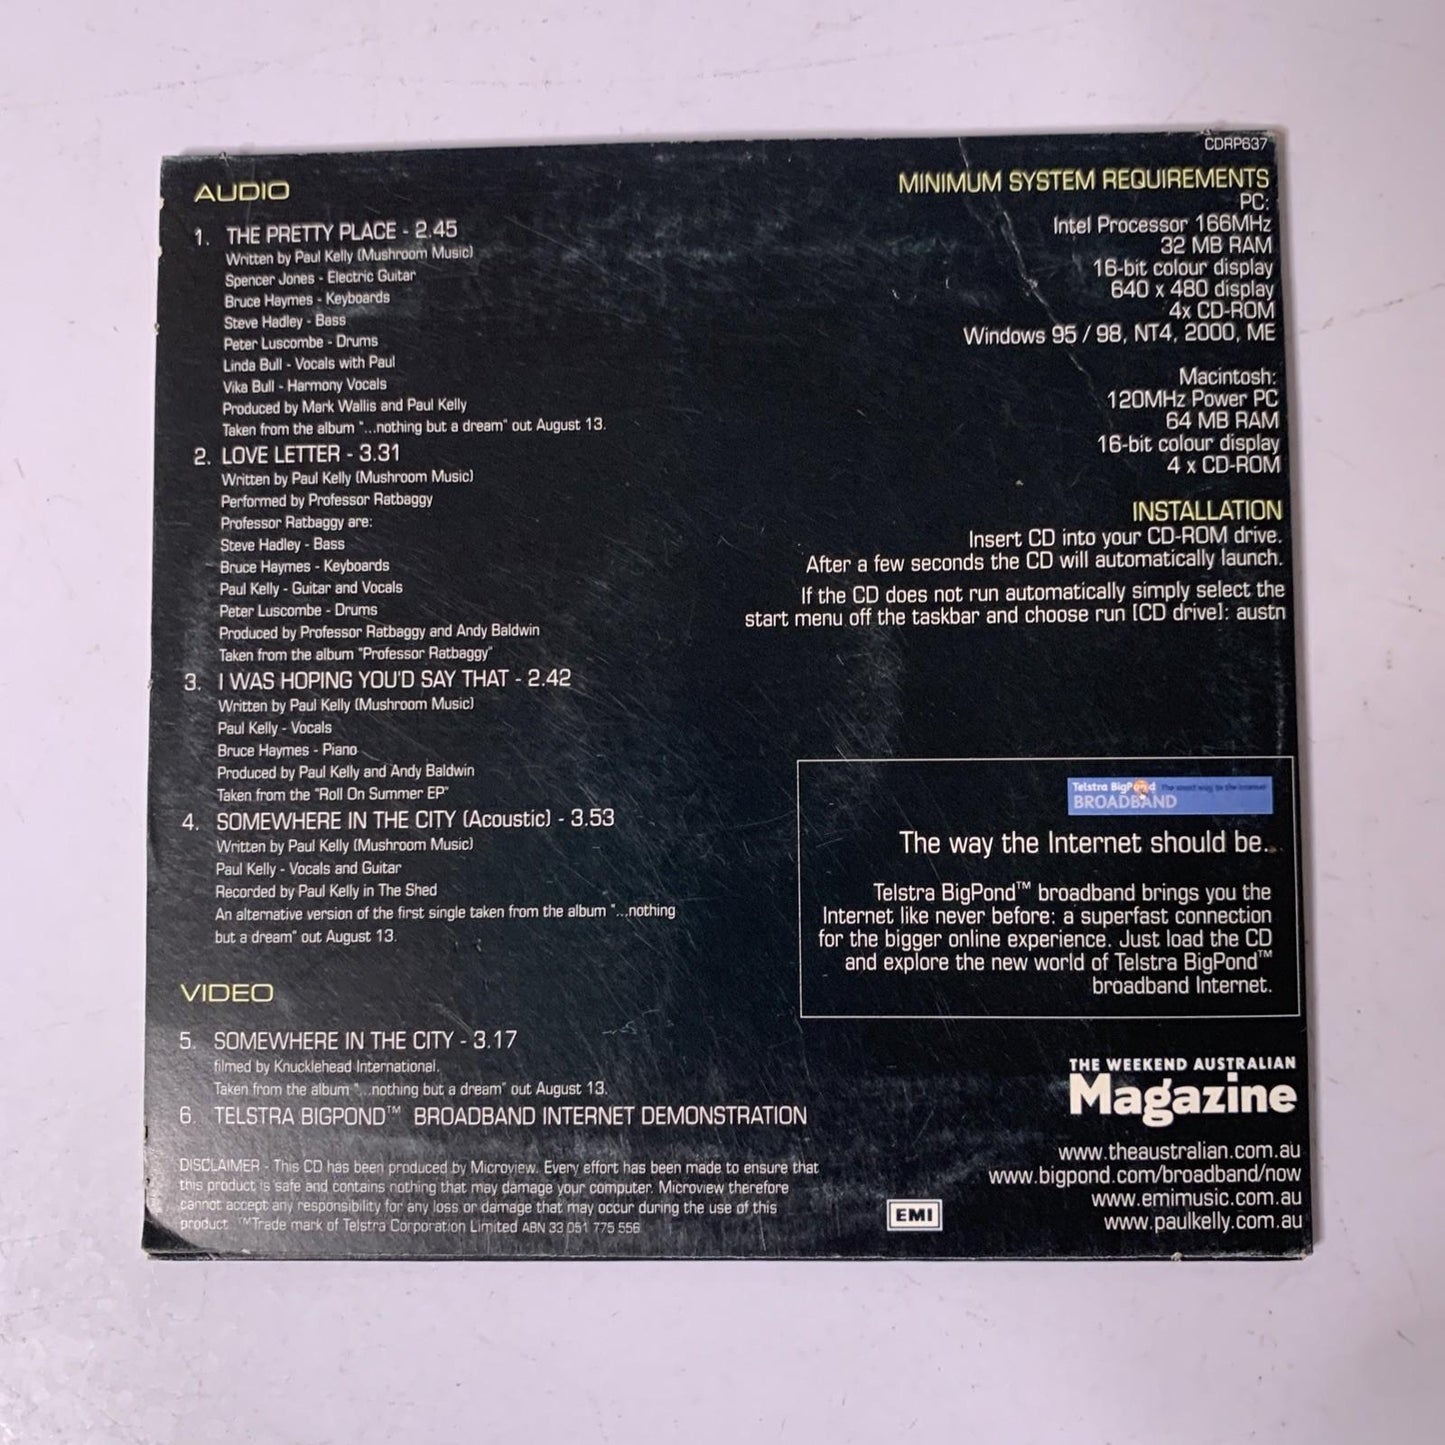 CDRP637
AUDIO
1. THE PRETTY PLACE - 2.45
Written by Paul Kelly (Mushroom Music)
Spencer Jones - Electric Guitar
Bruce Haymes - Keyboards
Steve Hadley - Bass
Peter Luscombe - Drums
Linda Bull - Vocals with Paul
Vika Bull - Harmony Vocals
Produced by Mark Wallis and Paul Kelly
Taken from the album "...nothing but a dream" out August 13.
2. LOVE LETTER - 3.31
Written by Paul Kelly (Mushroom Music)
Performed by Professor Ratbaggy
Professor Ratbaggy are:
Steve Hadley - Bass
Bruce Haymes - Keyboards
Paul Kelly - Guitar and Vocals
Peter Luscombe - Drums
Produced by Professor Ratbaggy and Andy Baldwin
Taken from the album "Professor Ratbaggy"
3. I WAS HOPING YOU'D SAY THAT - 2.42
Written by Paul Kelly (Mushroom Music)
Paul Kelly - Vocals
Bruce Haymes - Piano
Produced by Paul Kelly and Andy Baldwin
Taken from the "Roll On Summer EP"
4. SOMEWHERE IN THE CITY (Acoustic) - 3.53
Written by Paul Kelly (Mushroom Music)
Paul Kelly - Vocals and Guitar
Recorded by Paul Kelly in The Shed
An alternative version of the first single taken from the album "...nothing
but a dream" out August 13.
VIDEO
5. SOMEWHERE IN THE CITY - 3.17
filmed by Knucklehead International.
Taken from the album "...nothing but a dream" out August 13.
6. TELSTRA BIGPOND™ BROADBAND INTERNET DEMONSTRATION
DISCLAIMER - This CD has been produced by Microview. Every effort has been made to ensure that
this product is safe and contains nothing that may damage your computer. Microview therefore
cannot accept any responsibility for any loss or damage that may occur during the use of this
product. ™Trade mark of Telstra Corporation Limited ABN 33 051 775 556
MINIMUM SYSTEM REQUIREMENTS
PC:
Intel Processor 166MHz
32 MB RAM
16-bit colour display
640 x 480 display
4x CD-ROM
Windows 95 / 98, NT4, 2000, ME
Macintosh:
120MHz Power PC
64 MB RAM
16-bit colour display
4 x CD-ROM
INSTALLATION
Insert CD into your CD-ROM drive.
After a few seconds the CD will automatically launch.
If the CD does not run automatically simply select the
start menu off the taskbar and choose run [CD drive]: austn
Telstra BigPond The smart way to the internet
BROADBAND
The way the Internet should be.
Telstra BigPond™ broadband brings you the
Internet like never before: a superfast connection
for the bigger online experience. Just load the CD
and explore the new world of Telstra BigPond™
broadband Internet.
THE WEEKEND AUSTRALIAN
Magazine
www.theaustralian.com.au
www.bigpond.com/broadband/now
www.emimusic.com.au
www.paulkelly.com.au
EMI